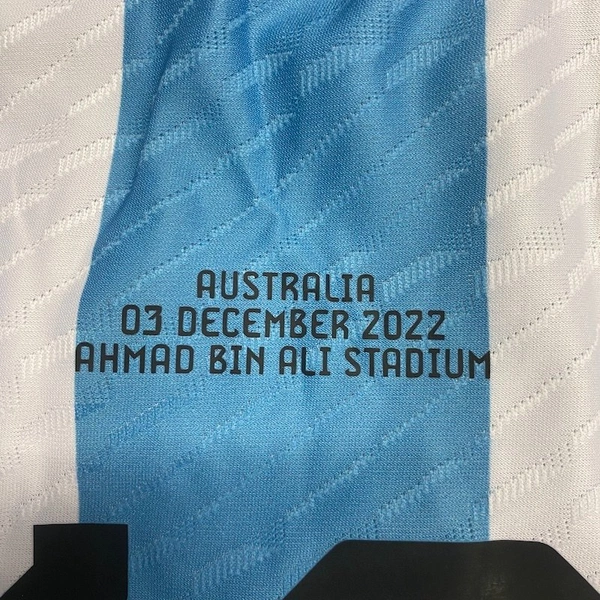 AUSTRALIA
03 DECEMBER 2022
AHMAD BIN ALI STADIUM